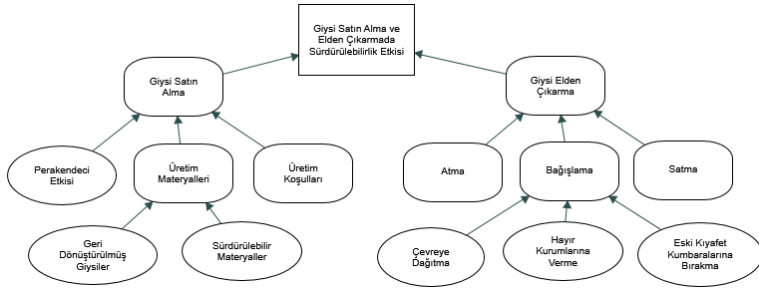 Giysi Satın Alma ve
Elden Çıkarmada
Sürdürülebilirlik Etkisi
Giysi Satın
Alma
Giysi Elden
Çıkarma
Perakendeci
Etkisi
Üretim
Materyalleri
Üretim
Koşulları
Atma
Bağışlama
Satma
Geri
Dönüştürülmüş
Giysiler
Sürdürülebilir
Materyaller
Çevreye
Dağıtma
Hayır
Kurumlarına
Verme
Eski Kıyafet
Kumbaralarına
Bırakma